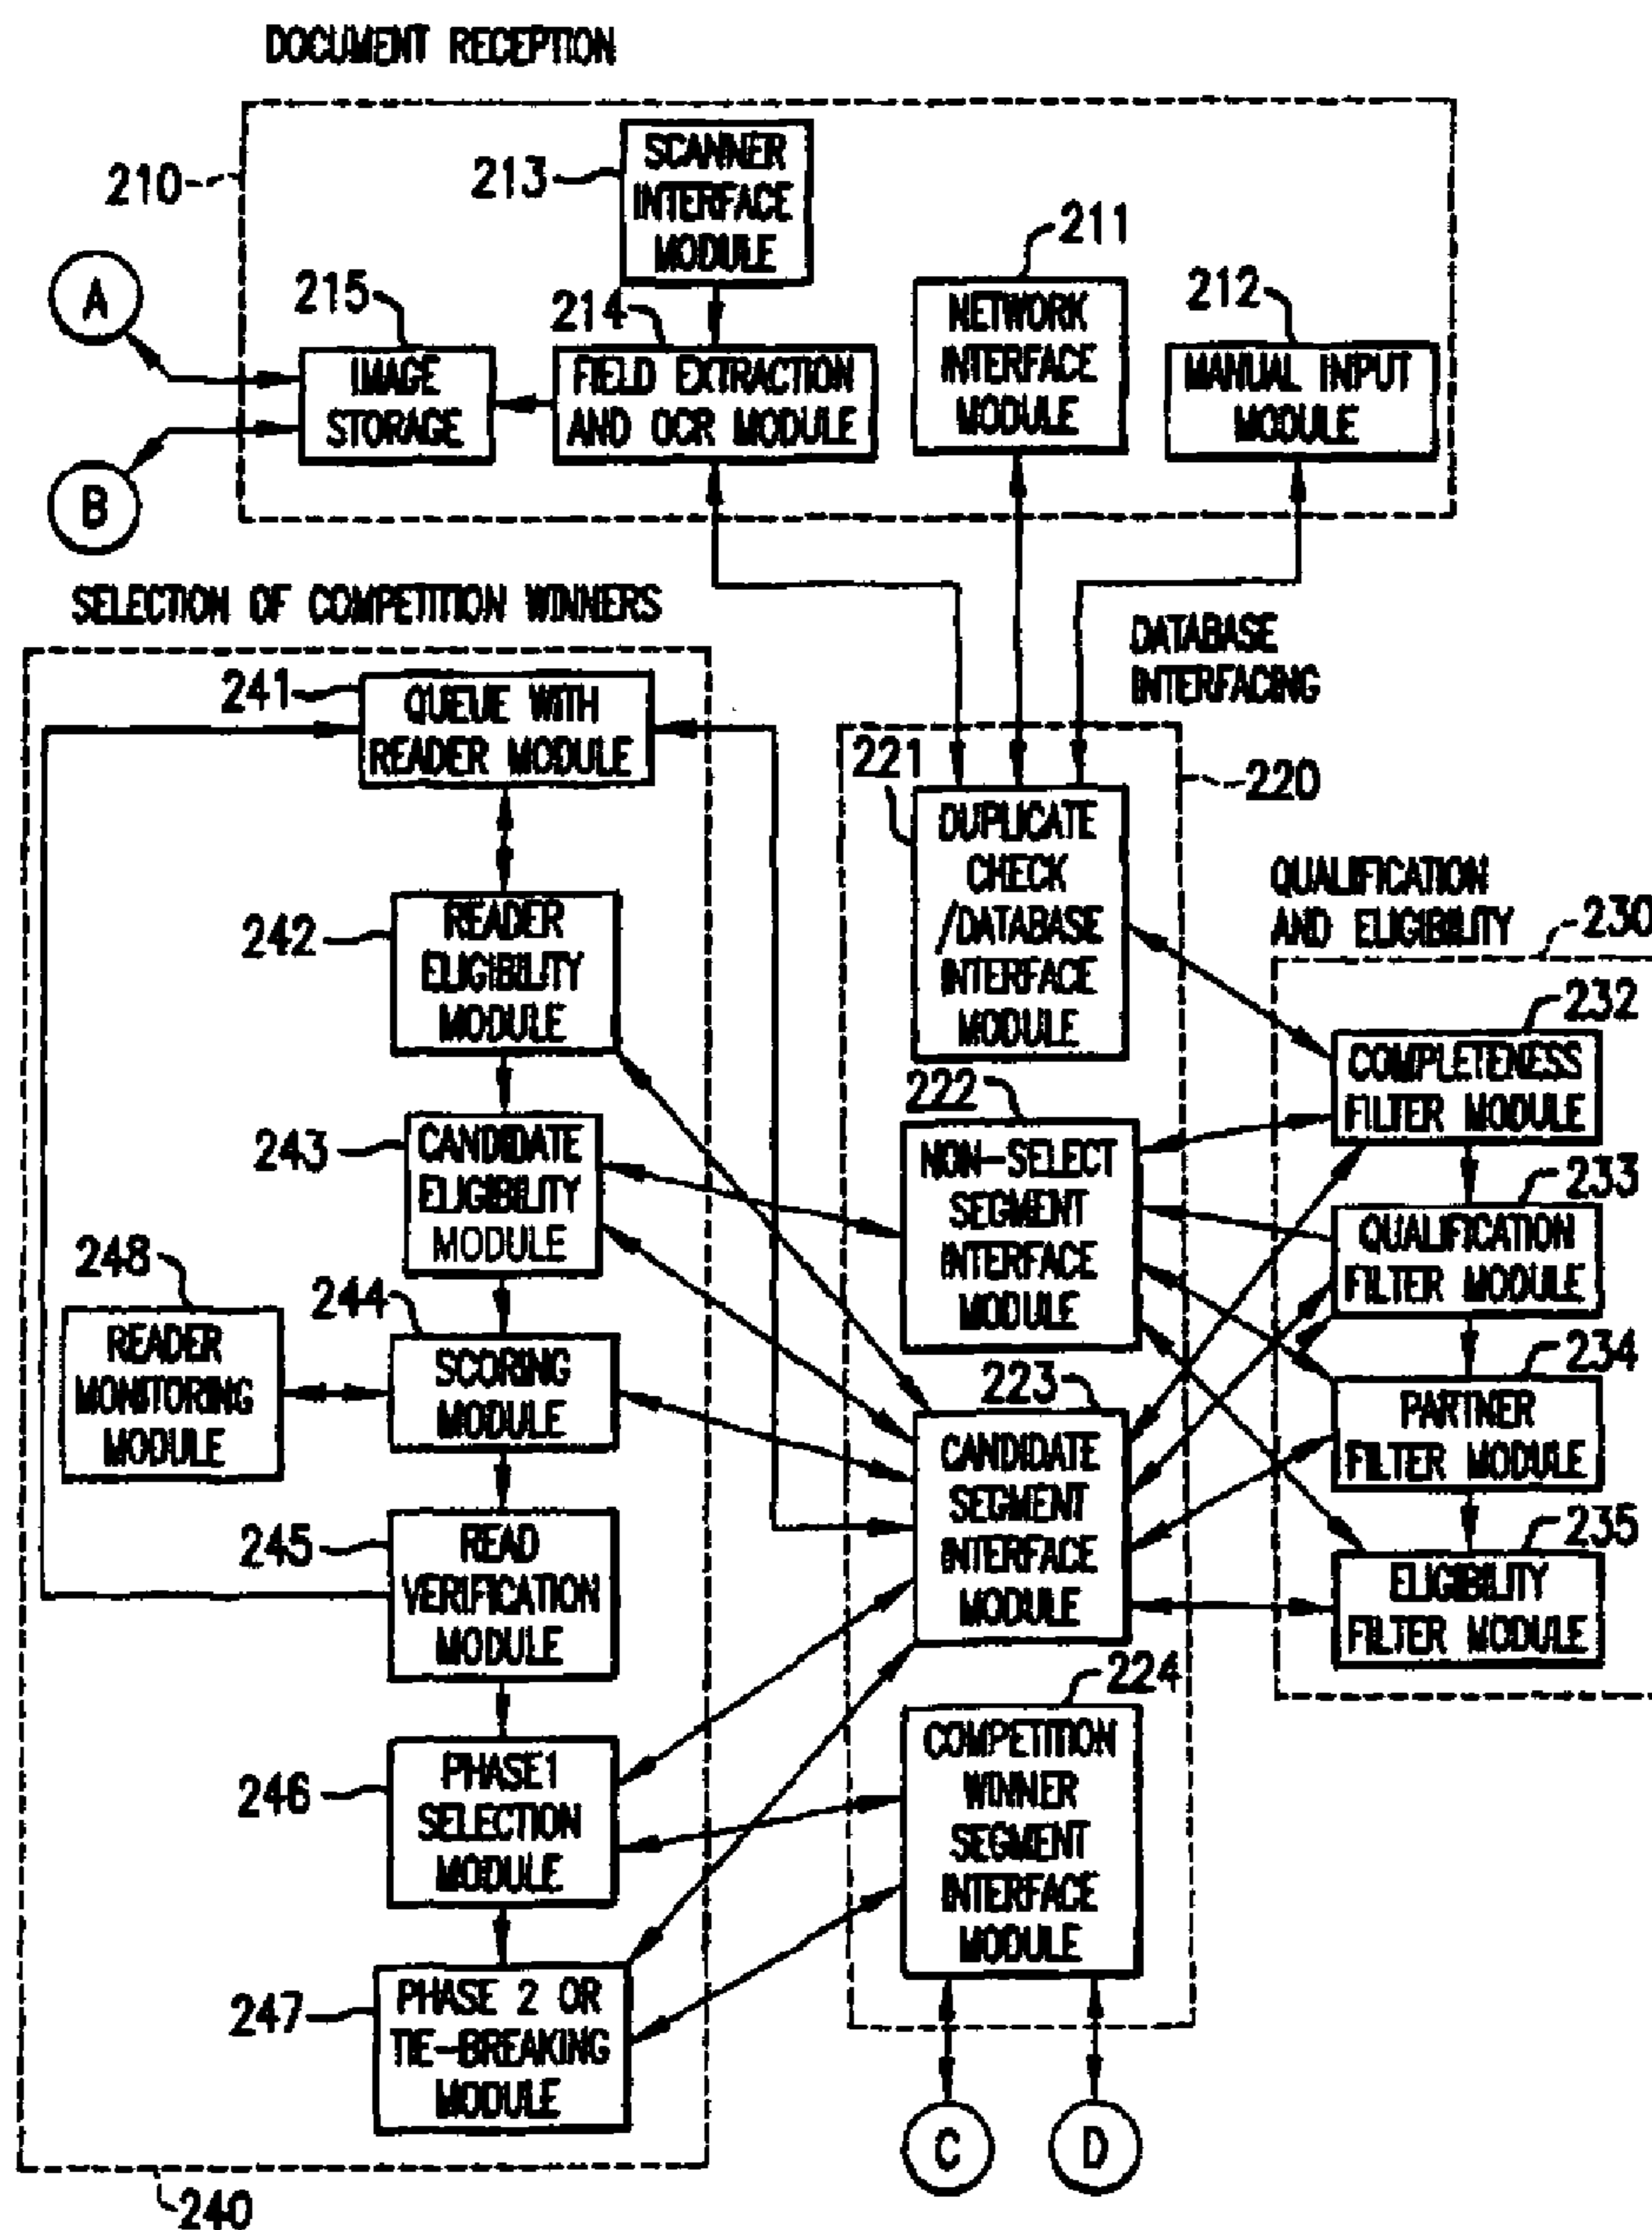 DOCUMENT RECEPTION
210
213
SCANNER
INTERFACE
MODULE
211
NETWORK
INTERFACE
MODULE
212
MANUAL INPUT
MODULE
A
B
215
IMAGE
STORAGE
214
FIELD EXTRACTION
AND OCR MODULE
SELECTION OF COMPETITION WINNERS
241
QUEUE WITH
READER MODULE
242
READER
ELIGIBILITY
MODULE
243
CANDIDATE
ELIGIBILITY
MODULE
248
READER
MONITORING
MODULE
244
SCORING
MODULE
245
READ
VERIFICATION
MODULE
246
PHASE1
SELECTION
MODULE
247
PHASE 2 OR
TIE-BREAKING
MODULE
240
DATABASE
INTERFACING
220
221
DUPLICATE
CHECK
/DATABASE
INTERFACE
MODULE
222
NON-SELECT
SEGMENT
INTERFACE
MODULE
223
CANDIDATE
SEGMENT
INTERFACE
MODULE
224
COMPETITION
WINNER
SEGMENT
INTERFACE
MODULE
C
D
QUALIFICATION
AND ELIGIBILITY
230
232
COMPLETENESS
FILTER MODULE
233
QUALIFICATION
FILTER MODULE
234
PARTNER
FILTER MODULE
235
ELIGIBILITY
FILTER MODULE